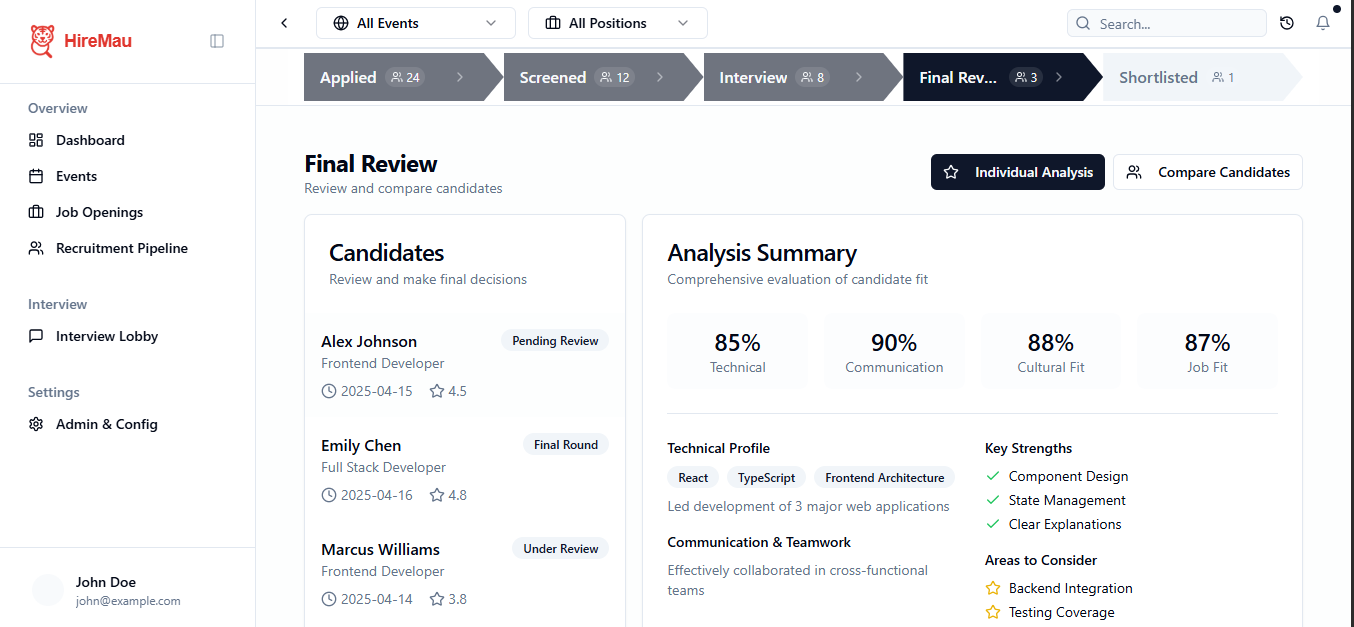 HireMau
All Events
All Positions
Search...
Applied 24
Screened 12
Interview 8
Final Rev... 3
Shortlisted 1
Overview
Dashboard
Events
Job Openings
Recruitment Pipeline
Interview
Interview Lobby
Settings
Admin & Config
John Doe
john@example.com
Final Review
Review and compare candidates
Individual Analysis
Compare Candidates
Candidates
Review and make final decisions
Alex Johnson
Pending Review
Frontend Developer
2025-04-15 4.5
Emily Chen
Final Round
Full Stack Developer
2025-04-16 4.8
Marcus Williams
Under Review
Frontend Developer
2025-04-14 3.8
Analysis Summary
Comprehensive evaluation of candidate fit
85%
Technical
90%
Communication
88%
Cultural Fit
87%
Job Fit
Technical Profile
React TypeScript Frontend Architecture
Led development of 3 major web applications
Communication & Teamwork
Effectively collaborated in cross-functional
teams
Key Strengths
Component Design
State Management
Clear Explanations
Areas to Consider
Backend Integration
Testing Coverage